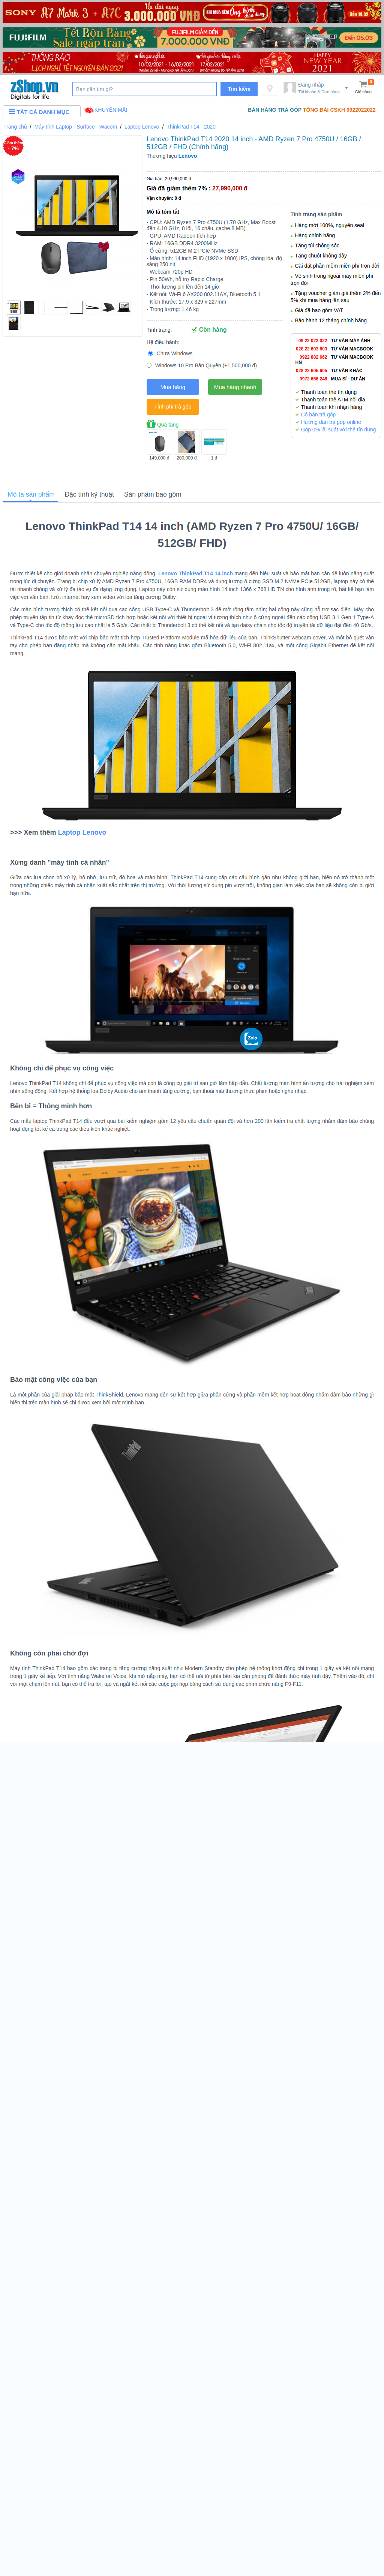 SONY A7 Mark 3 + A7C 3.000.000 VND
FUJIFILM Tết Rộn Ràng Sale ngập tràn FUJIFILM GIẢM ĐẾN 7.000.000 VNĐ Đến 05.03
THÔNG BÁO LỊCH NGHỈ TẾT NGUYÊN ĐÁN 2021 HAPPY NEW YEAR 2021
zShop.vn
Digitals for life
Bạn cần tìm gì?
Tìm kiếm
Đăng nhập
Tài khoản & Đơn hàng
0
Giỏ hàng
TẤT CẢ DANH MỤC
KHUYẾN MÃI
BÁN HÀNG TRẢ GÓP TỔNG ĐÀI CSKH 0922022022
Trang chủ / Máy tính Laptop - Surface - Wacom / Laptop Lenovo / ThinkPad T14 - 2020
Giảm thêm
- 7%
Lenovo ThinkPad T14 2020 14 inch - AMD Ryzen 7 Pro 4750U / 16GB /
512GB / FHD (Chính hãng)
Thương hiệu Lenovo
Giá bán: 29,990,000 đ
Giá đã giảm thêm 7% : 27,990,000 đ
Vận chuyển: 0 đ
Mô tả tóm tắt
- CPU: AMD Ryzen 7 Pro 4750U (1.70 GHz, Max Boost
đến 4.10 GHz, 8 lõi, 16 cháu, cache 8 MB)
- GPU: AMD Radeon tích hợp
- RAM: 16GB DDR4 3200MHz
- Ổ cứng: 512GB M.2 PCIe NVMe SSD
- Màn hình: 14 inch FHD (1920 x 1080) IPS, chống lóa, độ
sáng 250 nit
- Webcam 720p HD
- Pin 50Wh, hỗ trợ Rapid Charge
- Thời lượng pin lên đến 14 giờ
- Kết nối: Wi-Fi 6 AX200 802.11AX, Bluetooth 5.1
- Kích thước: 17.9 x 329 x 227mm
- Trọng lượng: 1.46 kg
Tình trạng: Còn hàng
Hệ điều hành:
Chưa Windows
Windows 10 Pro Bản Quyền (+1,500,000 đ)
Mua hàng
Mua hàng nhanh
Tính phí trả góp
Quà tặng
149,000 đ 200,000 đ 1 đ
Tình trạng sản phẩm
Hàng mới 100%, nguyên seal
Hàng chính hãng
Tặng túi chống sốc
Tặng chuột không dây
Cài đặt phần mềm miễn phí trọn đời
Vệ sinh trong ngoài máy miễn phí
trọn đời
Tặng voucher giảm giá thêm 2% đến
5% khi mua hàng lần sau
Giá đã bao gồm VAT
Bảo hành 12 tháng chính hãng
09 22 022 022 TƯ VẤN MÁY ẢNH
028 22 603 603 TƯ VẤN MACBOOK
0922 892 662 TƯ VẤN MACBOOK
HN
028 22 605 605 TƯ VẤN KHÁC
0973 666 246 MUA SỈ - DỰ ÁN
Thanh toán thẻ tín dụng
Thanh toán thẻ ATM nội địa
Thanh toán khi nhận hàng
Có bán trả góp
Hướng dẫn trả góp online
Góp 0% lãi suất với thẻ tín dụng
Mô tả sản phẩm Đặc tính kỹ thuật Sản phẩm bao gồm
Lenovo ThinkPad T14 14 inch (AMD Ryzen 7 Pro 4750U/ 16GB/
512GB/ FHD)
Được thiết kế cho giới doanh nhân chuyên nghiệp năng động, Lenovo ThinkPad T14 14 inch mang đến hiệu suất và bảo mật bạn cần để luôn năng suất
trong lúc di chuyển. Trang bị chip xử lý AMD Ryzen 7 Pro 4750U, 16GB RAM DDR4 và dung lượng ổ cứng SSD M.2 NVMe PCIe 512GB, laptop này có thể
tải nhanh chóng và xử lý đa tác vụ đa dạng ứng dụng. Laptop này còn sử dụng màn hình 14 inch 1366 x 768 HD TN cho hình ảnh trong rõ, bất kể bạn làm
việc với văn bản, lướt internet hay xem video với loa tăng cường Dolby.
Các màn hình tương thích có thể kết nối qua các cổng USB Type-C và Thunderbolt 3 để mở rộng tầm nhìn; hai cổng này cũng hỗ trợ sạc điện. Máy cho
phép truyền tập tin từ khay đọc thẻ microSD tích hợp hoặc kết nối với thiết bị ngoại vi tương thích như ổ cứng ngoài đến các cổng USB 3.1 Gen 1 Type-A
và Type-C cho tốc độ thông lưu cao nhất là 5 Gb/s. Các thiết bị Thunderbolt 3 có thể kết nối và tạo daisy chain cho tốc độ truyền tải dữ liệu đạt đến 40 Gb/s.
ThinkPad T14 được bảo mật với chip bảo mật tích hợp Trusted Platform Module mã hóa dữ liệu của bạn, ThinkShutter webcam cover, và một bộ quét vân
tay cho phép bạn đăng nhập mà không cần mật khẩu. Các tính năng khác gồm Bluetooth 5.0, Wi-Fi 802.11ax, và một cổng Gigabit Ethernet để kết nối
mạng.
>>> Xem thêm Laptop Lenovo
Xứng danh "máy tính cá nhân"
Giữa các lựa chọn bộ xử lý, bộ nhớ, lưu trữ, đồ họa và màn hình, ThinkPad T14 cung cấp các cấu hình gần như không giới hạn, biến nó trở thành một
trong những chiếc máy tính cá nhân xuất sắc nhất trên thị trường. Với thời lượng sử dụng pin vượt trội, không gian làm việc của bạn sẽ không còn bị giới
hạn nữa.
Zalo
Không chỉ để phục vụ công việc
Lenovo ThinkPad T14 không chỉ để phục vụ công việc mà còn là công cụ giải trí sau giờ làm hấp dẫn. Chất lượng màn hình ấn tượng cho trải nghiệm xem
nhìn sống động. Kết hợp hệ thống loa Dolby Audio cho âm thanh lắng cường, bạn thoải mái thưởng thức phim hoặc nghe nhạc.
Bền bỉ = Thông minh hơn
Các mẫu laptop ThinkPad T14 đều vượt qua bài kiểm nghiệm gồm 12 yêu cầu chuẩn quân đội và hơn 200 lần kiểm tra chất lượng nhằm đảm bảo chúng
hoạt động tốt kể cả trong các điều kiện khắc nghiệt.
Bảo mật công việc của bạn
Là một phần của giải pháp bảo mật ThinkShield, Lenovo mang đến sự kết hợp giữa phần cứng và phần mềm kết hợp hoạt động nhằm đảm bảo những gì
hiển thị trên màn hình sẽ chỉ được xem bởi một mình bạn.
Không còn phải chờ đợi
Máy tính ThinkPad T14 bao gồm các trang bị tăng cường năng suất như Modern Standby cho phép hệ thống khởi động chỉ trong 1 giây và kết nối mạng
trong 1 giây kế tiếp. Với tính năng Wake on Voice, khi mở nắp máy, bạn có thể nói từ phía bên kia căn phòng để đánh thức máy tính dậy. Thêm vào đó, chỉ
với một chạm lên nút, bạn có thể trả lời, tạo và ngắt kết nối các cuộc gọi họp bằng cách sử dụng các phím chức năng F9-F11.